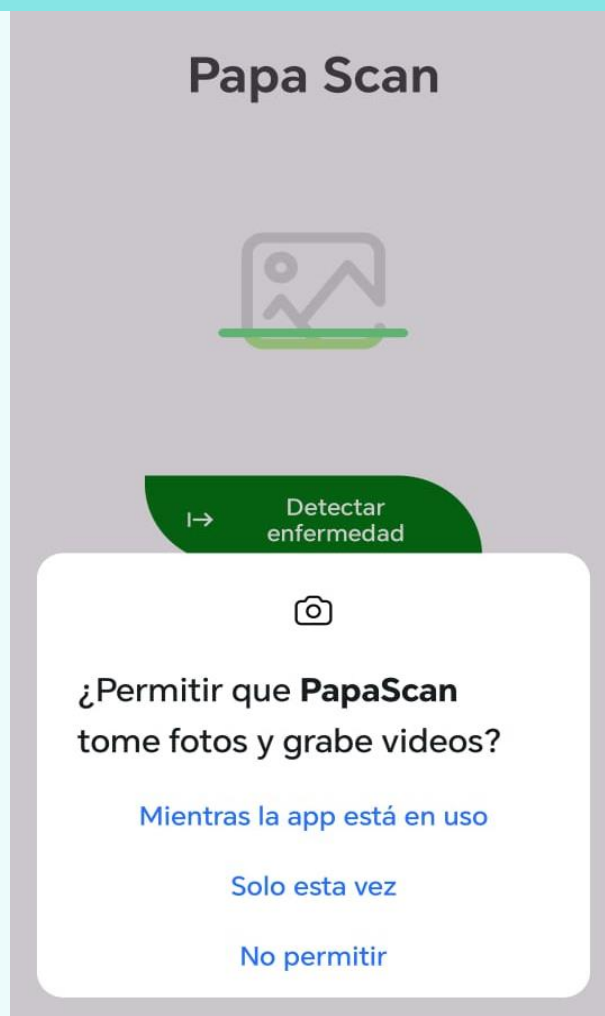 Papa Scan
Detectar
enfermedad
¿Permitir que PapaScan
tome fotos y grabe videos?
Mientras la app está en uso
Solo esta vez
No permitir